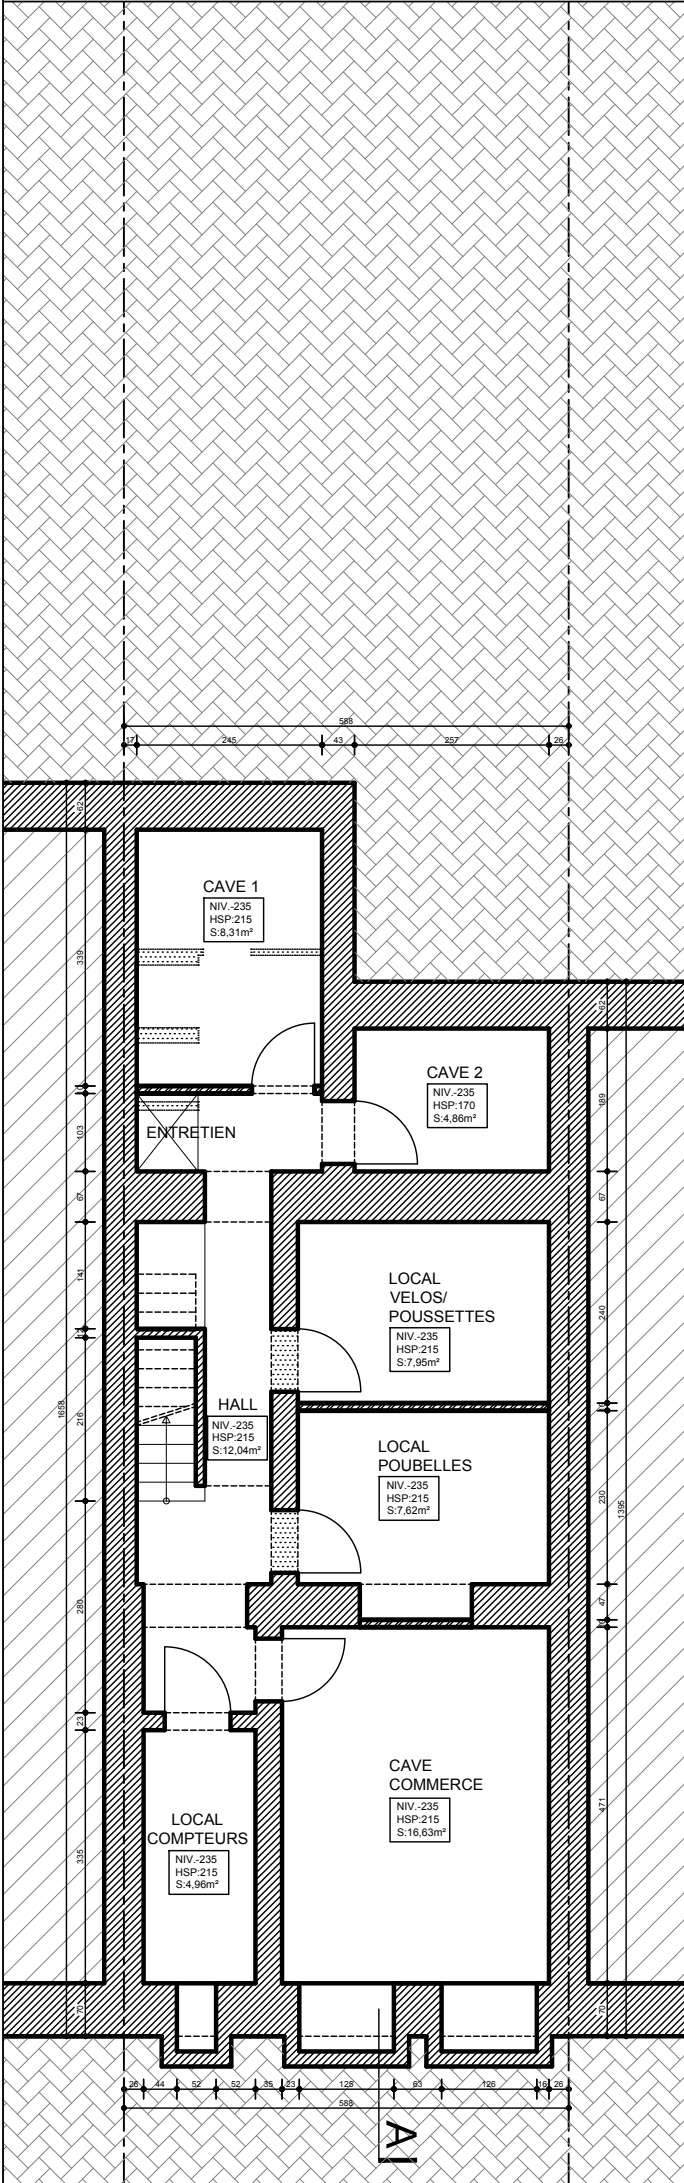 588
17
245
43
257
26
62
CAVE 1
NIV.-235
HSP:215
S:8,31m²
339
62
CAVE 2
NIV.-235
HSP:170
S:4,86m²
189
103
ENTRETIEN
67
67
141
LOCAL
VELOS/
POUSSETTES
NIV.-235
HSP:215
S:7,95m²
240
1658
216
HALL
NIV.-235
HSP:215
S:12,04m²
LOCAL
POUBELLES
NIV.-235
HSP:215
S:7,62m²
230
1395
280
47
23
CAVE
COMMERCE
NIV.-235
HSP:215
S:16,63m²
471
LOCAL
COMPTEURS
NIV.-235
HSP:215
S:4,96m²
335
70
70
26
44
52
52
35
23
63
126
16
26
588
A